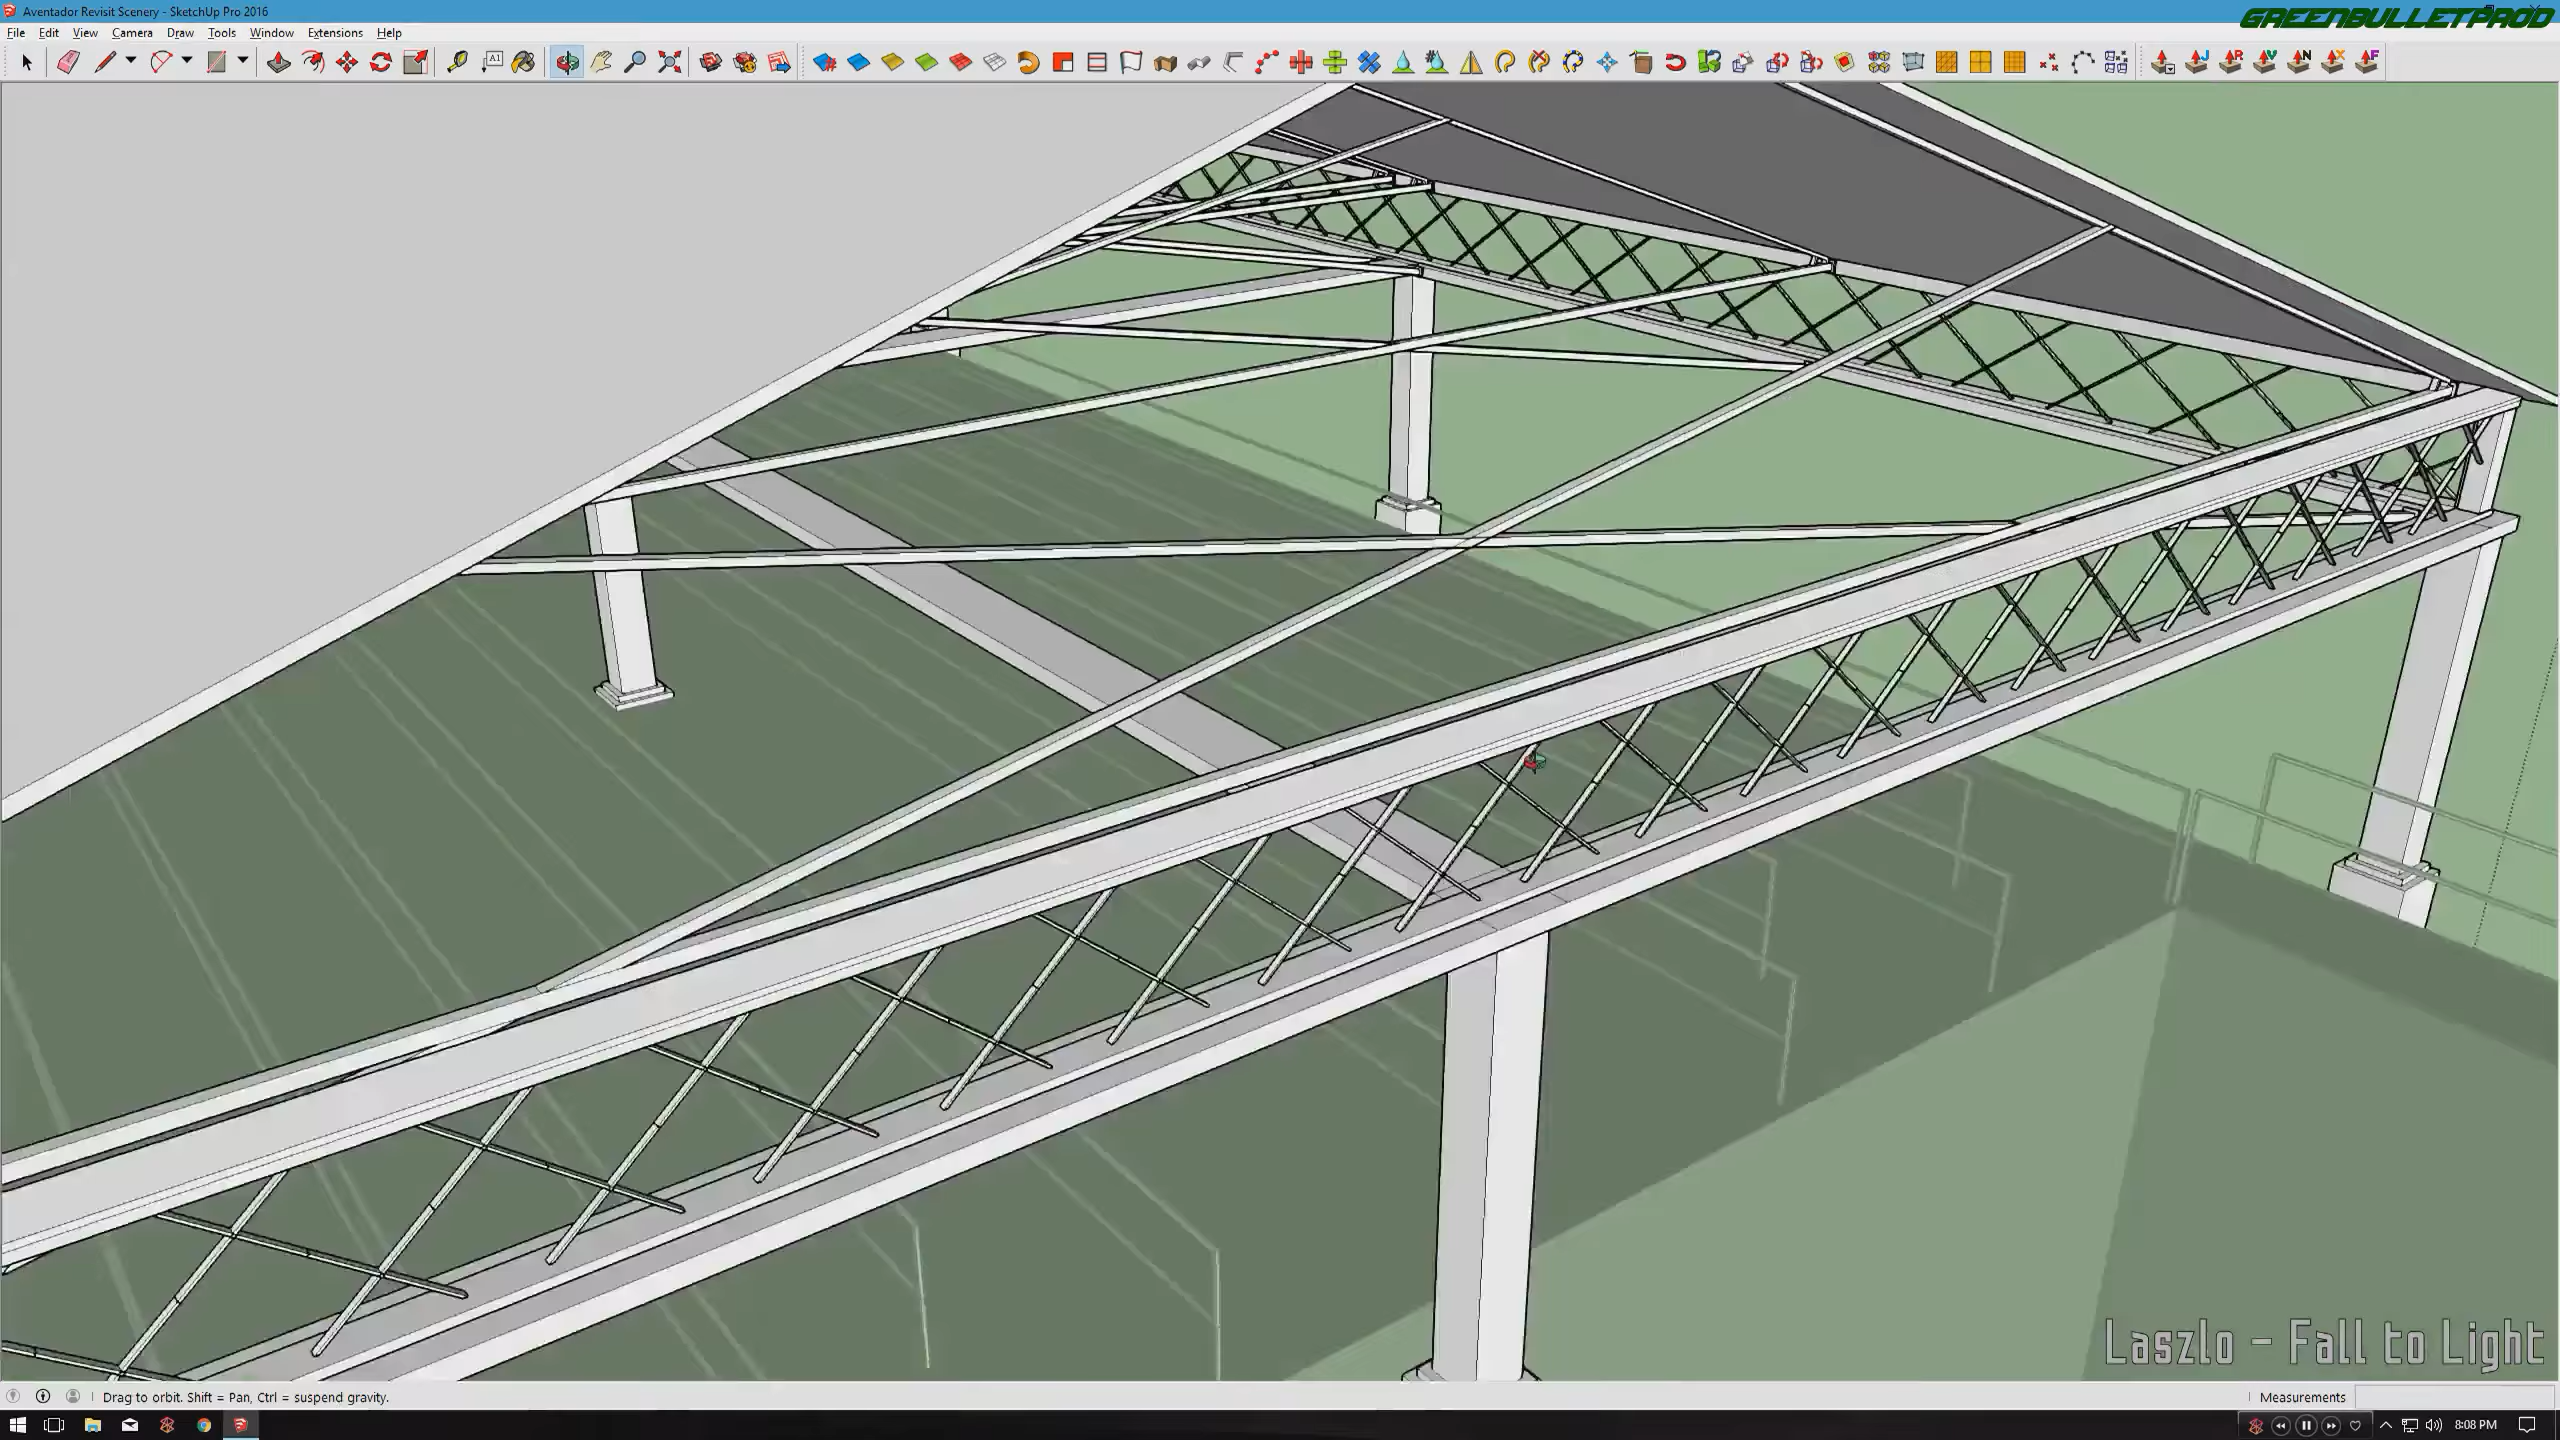 Aventador Revisit Scenery - SketchUp Pro 2016
GREENBULLETPROD
File Edit View Camera Draw Tools Window Extensions Help
A1
J R V N X F
Laszlo - Fall to Light
Drag to orbit. Shift = Pan, Ctrl = suspend gravity.
Measurements
8:08 PM